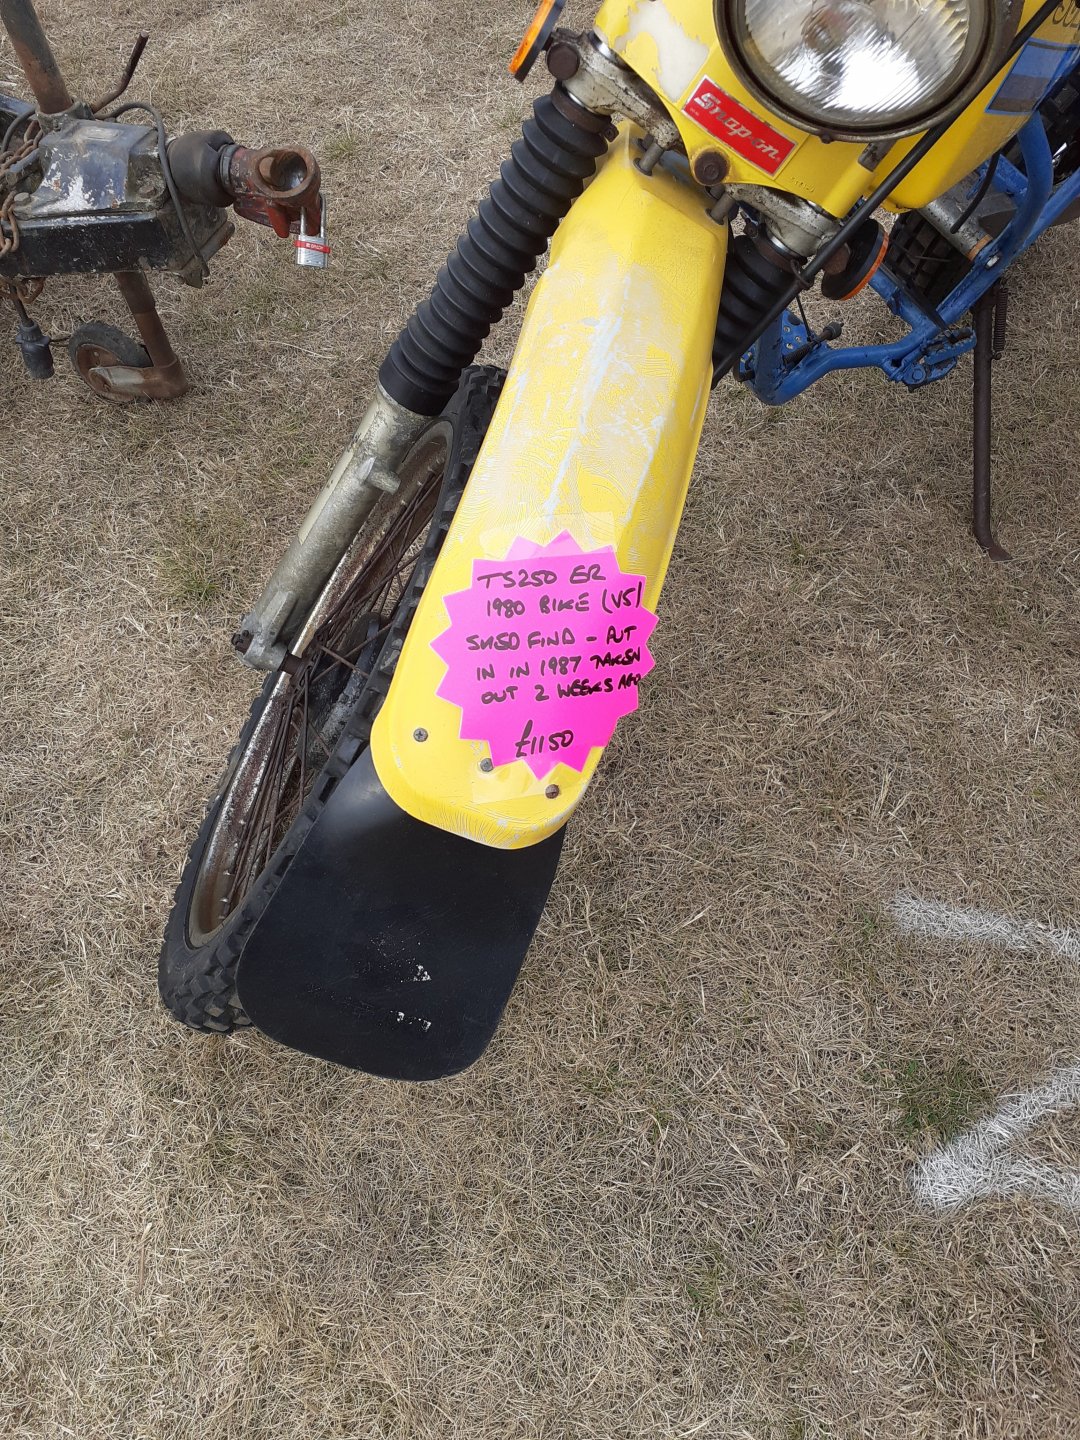 SUZ
Snap-on
TS250 ER
1980 BIKE (V5)
SHED FIND - PUT
IN IN 1987 TAKEN
OUT 2 WEEKS AGO
£1150